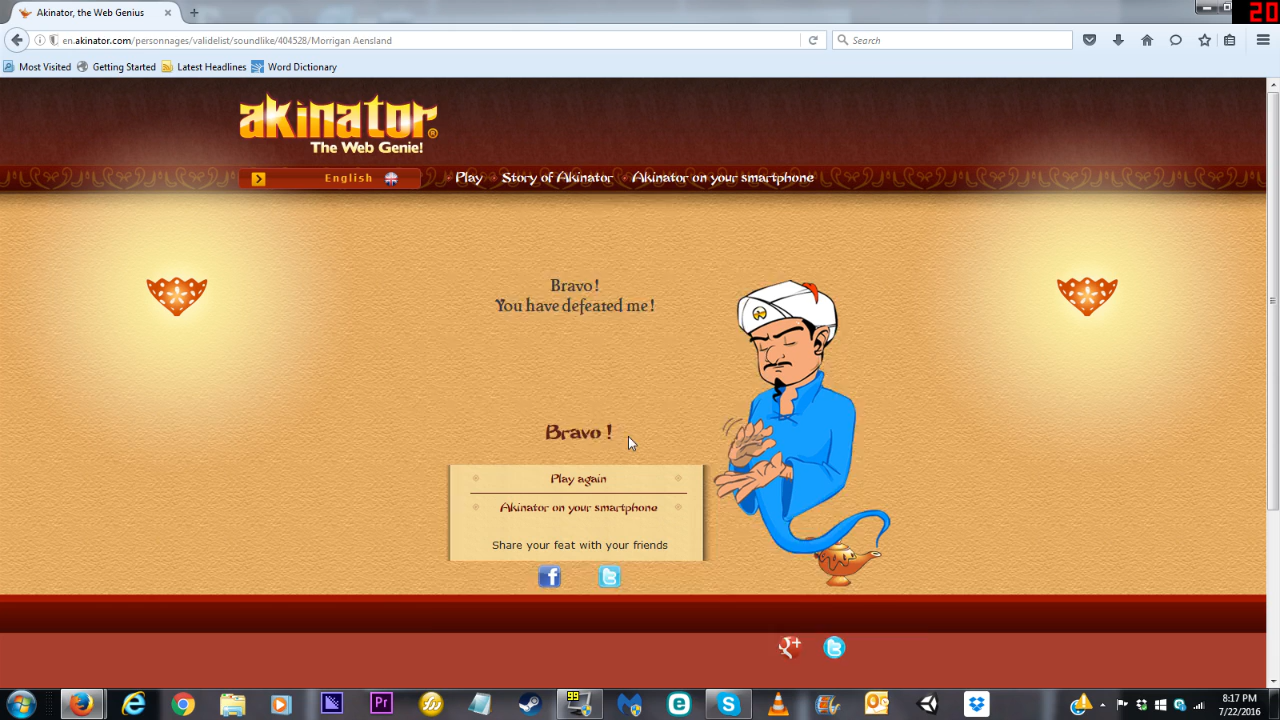 Akinator, the Web Genie
20
en.akinator.com/personnages/validelist/soundlike/404528/Morrigan Aensland
Search
Most Visited Getting Started Latest Headlines Word Dictionary
akinator®
The Web Genie!
English Play Story of Akinator Akinator on your smartphone
Bravo !
You have defeated me !
Bravo !
Play again
Akinator on your smartphone
Share your feat with your friends
99
Pr
8:17 PM
7/22/2016